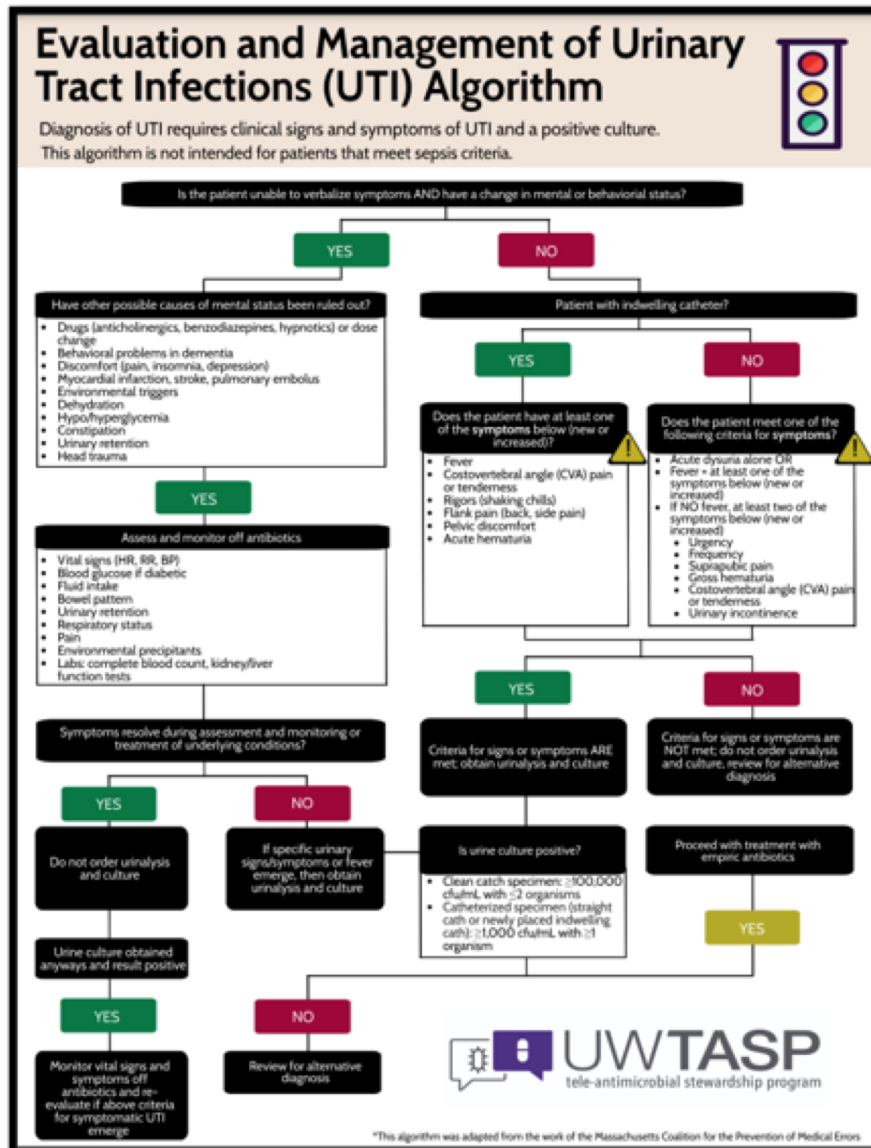 Evaluation and Management of Urinary
Tract Infections (UTI) Algorithm
Diagnosis of UTI requires clinical signs and symptoms of UTI and a positive culture.
This algorithm is not intended for patients that meet sepsis criteria.
Is the patient unable to verbalize symptoms AND have a change in mental or behaviorial status?
YES
NO
Have other possible causes of mental status been ruled out?
• Drugs (anticholinergics, benzodiazepines, hypnotics) or dose
change
• Behavioral problems in dementia
• Discomfort (pain, insomnia, depression)
• Myocardial infarction, stroke, pulmonary embolus
• Environmental triggers
• Dehydration
• Hypo/hyperglycemia
• Constipation
• Urinary retention
• Head trauma
Patient with indwelling catheter?
YES
NO
Does the patient have at least one
of the symptoms below (new or
increased)?
• Fever
• Costovertebral angle (CVA) pain
or tenderness
• Rigors (shaking chills)
• Flank pain (back, side pain)
• Pelvic discomfort
• Acute hematuria
Does the patient meet one of the
following criteria for symptoms?
• Acute dysuria alone OR
• Fever + at least one of the
symptoms below (new or
increased)
• If NO fever, at least two of the
symptoms below (new or
increased)
• Urgency
• Frequency
• Suprapubic pain
• Gross hematuria
• Costovertebral angle (CVA) pain
or tenderness
• Urinary incontinence
YES
Assess and monitor off antibiotics
• Vital signs (HR, RR, BP)
• Blood glucose if diabetic
• Fluid intake
• Bowel pattern
• Urinary retention
• Respiratory status
• Pain
• Environmental precipitants
• Labs: complete blood count, kidney/liver
function tests
YES
NO
Symptoms resolve during assessment and monitoring or
treatment of underlying conditions?
Criteria for signs or symptoms ARE
met; obtain urinalysis and culture
Criteria for signs or symptoms are
NOT met; do not order urinalysis
and culture, review for alternative
diagnosis
YES
NO
Do not order urinalysis
and culture
If specific urinary
signs/symptoms or fever
emerge, then obtain
urinalysis and culture
Is urine culture positive?
• Clean catch specimen: ≥100,000
cfu/mL with ≤2 organisms
• Catheterized specimen (straight
cath or newly placed indwelling
cath): ≥1,000 cfu/mL with ≥1
organism
Proceed with treatment with
empiric antibiotics
YES
Urine culture obtained
anyways and result positive
YES
NO
Monitor vital signs and
symptoms off
antibiotics and re-
evaluate if above criteria
for symptomatic UTI
emerge
Review for alternative
diagnosis
UWTASP
tele-antimicrobial stewardship program
*This algorithm was adapted from the work of the Massachusetts Coalition for the Prevention of Medical Errors